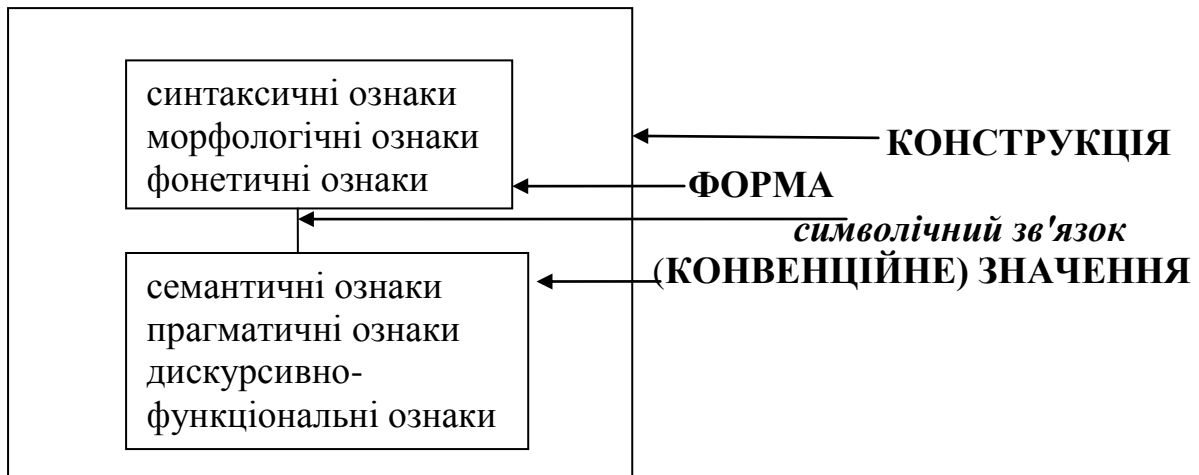 синтаксичні ознаки
морфологічні ознаки
фонетичні ознаки
КОНСТРУКЦІЯ
ФОРМА
символічний зв'язок
(КОНВЕНЦІЙНЕ) ЗНАЧЕННЯ
семантичні ознаки
прагматичні ознаки
дискурсивно-
функціональні ознаки